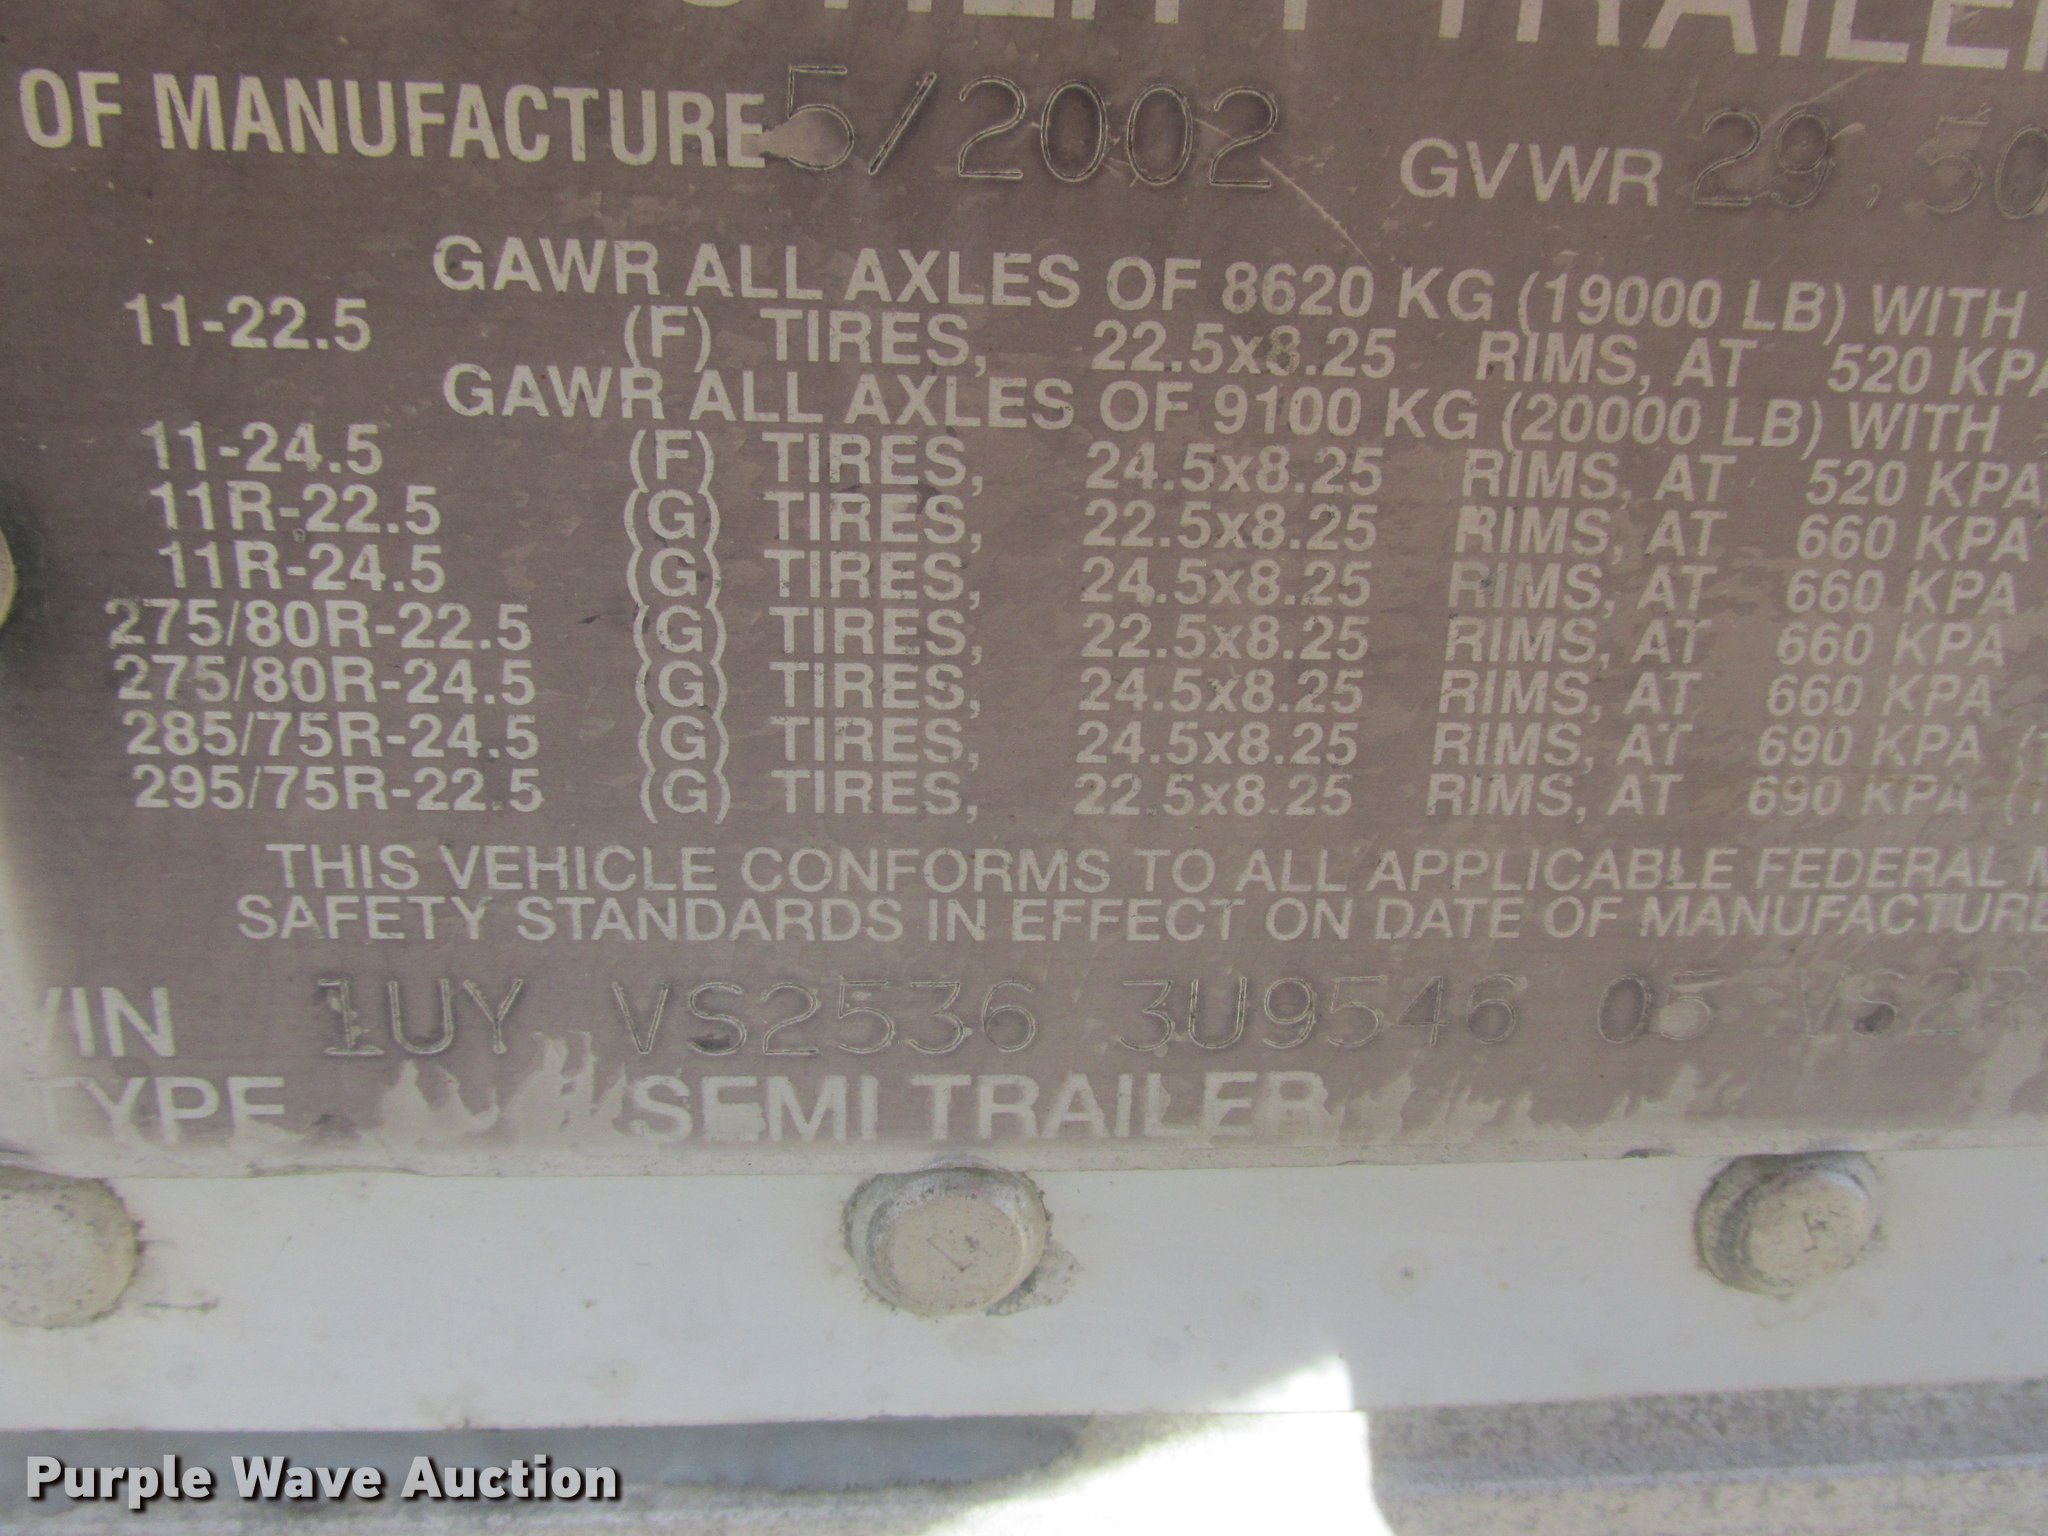 UTILITY TRAILER
OF MANUFACTURE 5/2002 GVWR 29,50
GAWR ALL AXLES OF 8620 KG (19000 LB) WITH
11-22.5 (F) TIRES, 22.5x8.25 RIMS, AT 520 KPA
GAWR ALL AXLES OF 9100 KG (20000 LB) WITH
11-24.5 (F) TIRES, 24.5x8.25 RIMS, AT 520 KPA
11R-22.5 (G) TIRES, 22.5x8.25 RIMS, AT 660 KPA
11R-24.5 (G) TIRES, 24.5x8.25 RIMS, AT 660 KPA
275/80R-22.5 (G) TIRES, 22.5x8.25 RIMS, AT 660 KPA
275/80R-24.5 (G) TIRES, 24.5x8.25 RIMS, AT 660 KPA
285/75R-24.5 (G) TIRES, 24.5x8.25 RIMS, AT 690 KPA (1
295/75R-22.5 (G) TIRES, 22.5x8.25 RIMS, AT 690 KPA (1
THIS VEHICLE CONFORMS TO ALL APPLICABLE FEDERAL M
SAFETY STANDARDS IN EFFECT ON DATE OF MANUFACTURE
VIN 1UY VS2536 3U9546 05 VS2R
TYPE SEMI TRAILER
Purple Wave Auction